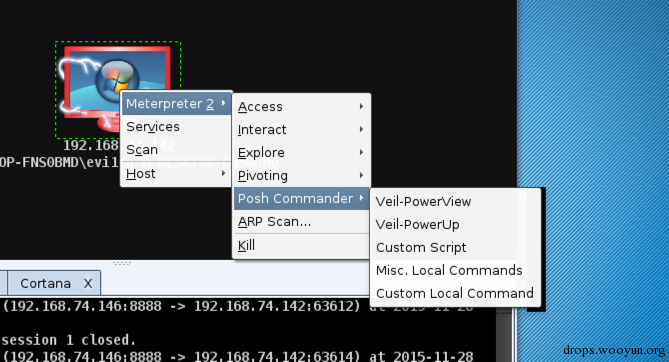 192.168.
42
OP-FNS0BMD\evi1
Meterpreter 2
Services
Scan
Host
Access
Interact
Explore
Pivoting
Posh Commander
ARP Scan...
Kill
Veil-PowerView
Veil-PowerUp
Custom Script
Misc. Local Commands
Custom Local Command
Cortana X
(192.168.74.146:8888 -> 192.168.74.142:63612) at 2015-11-28
session 1 closed.
(192.168.74.146:8888 -> 192.168.74.142:63644) at 2015-11-28
drops.wooyun.org